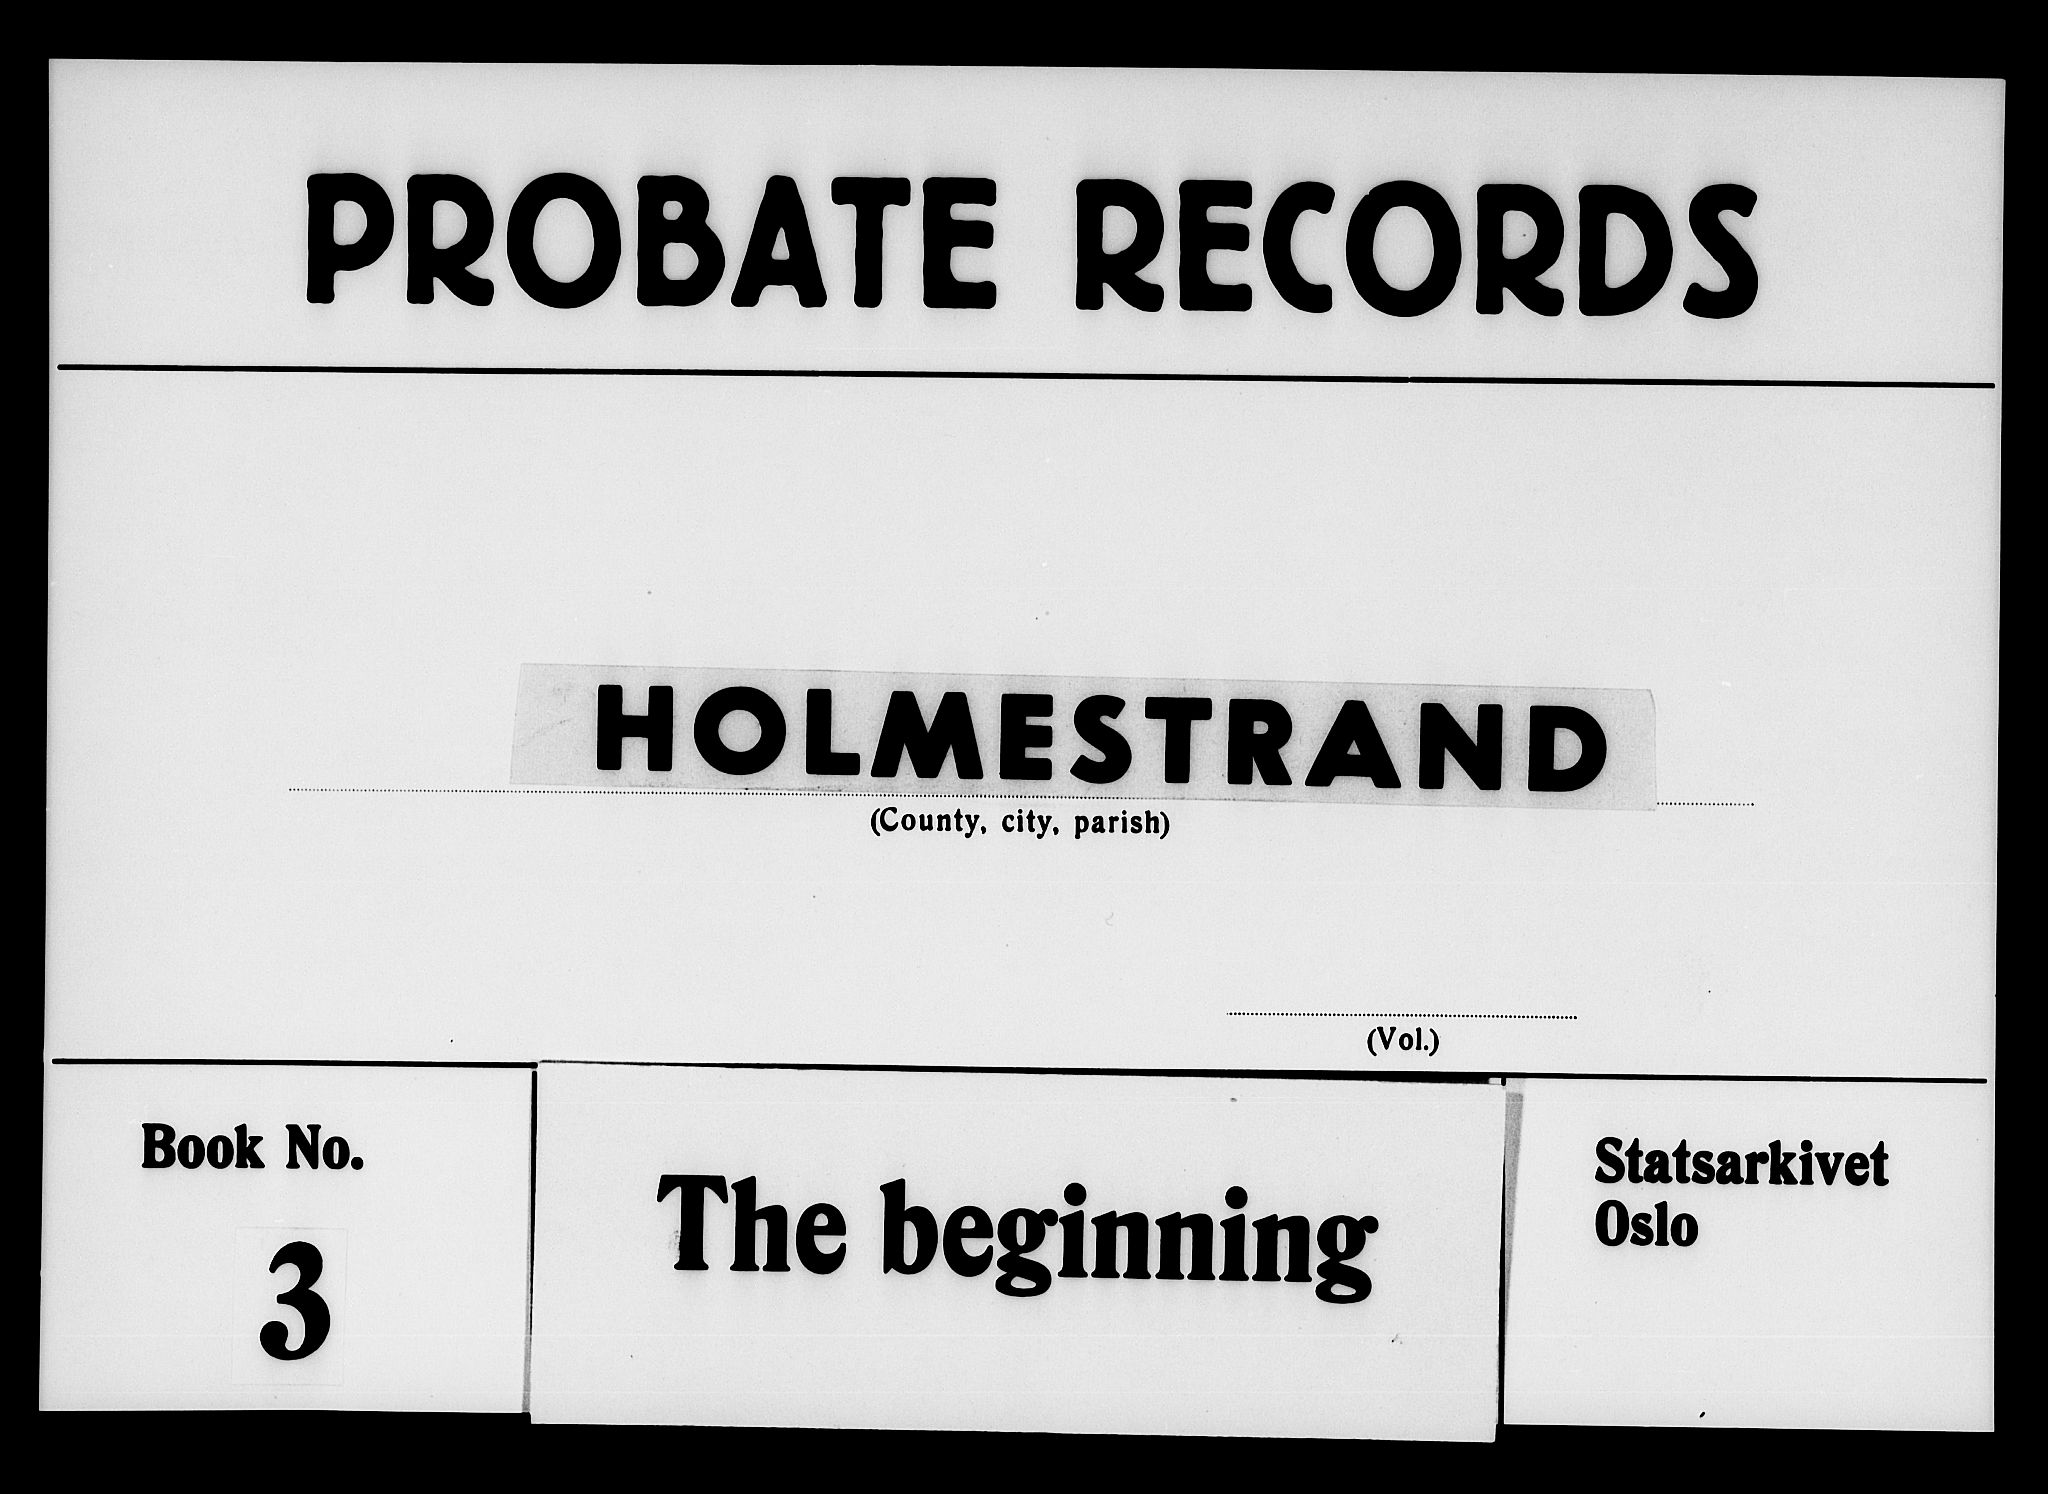 PROBATE RECORDS
HOLMESTRAND
(County, city, parish)
(Vol.)
Book No.
3
The beginning
Statsarkivet
Oslo